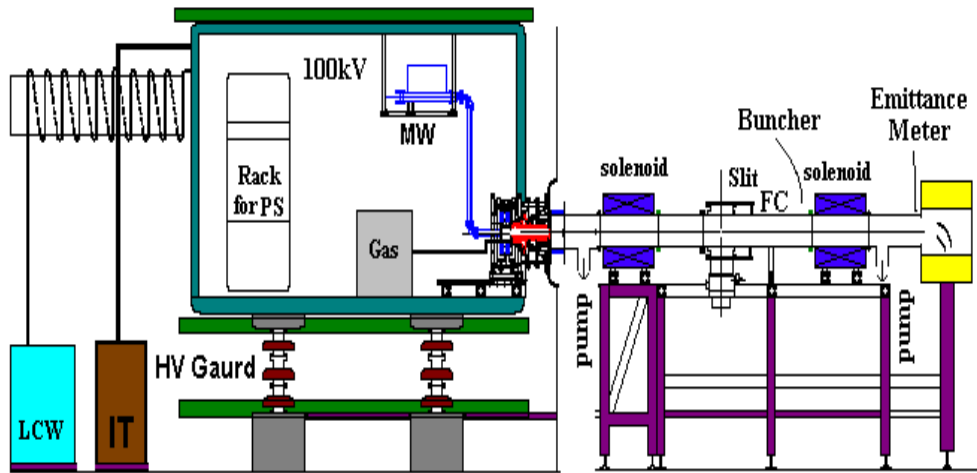 100kV
MW
Rack
for PS
Gas
HV Gaurd
LCW
IT
solenoid
Slit
FC
Buncher
solenoid
Emittance
Meter
pump
pump